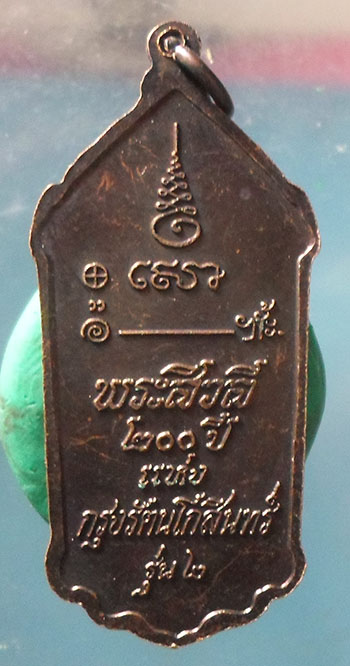 พระสีวลี
๒๐๐ ปี
แห่ง
กรุงรัตนโกสินทร์
รุ่น ๒